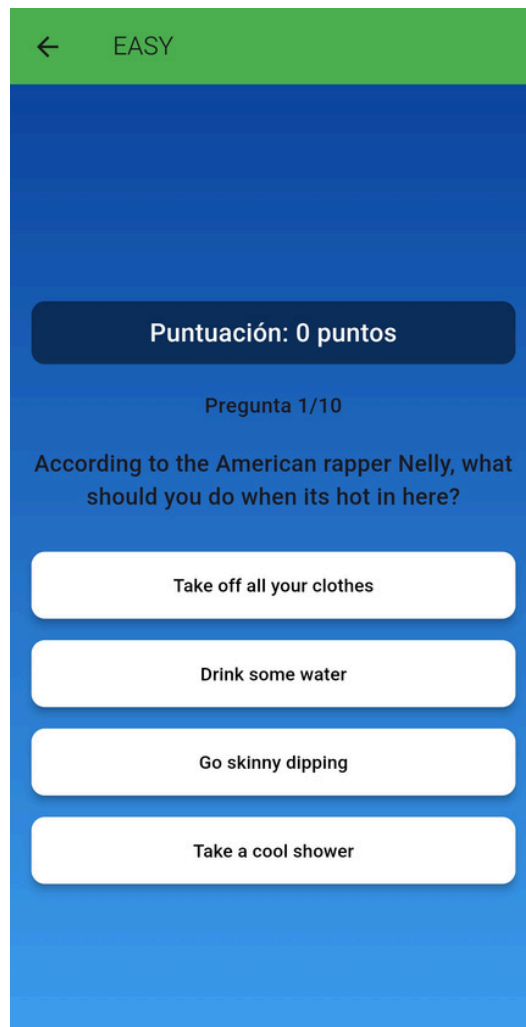 EASY
Puntuación: 0 puntos
Pregunta 1/10
According to the American rapper Nelly, what
should you do when its hot in here?
Take off all your clothes
Drink some water
Go skinny dipping
Take a cool shower